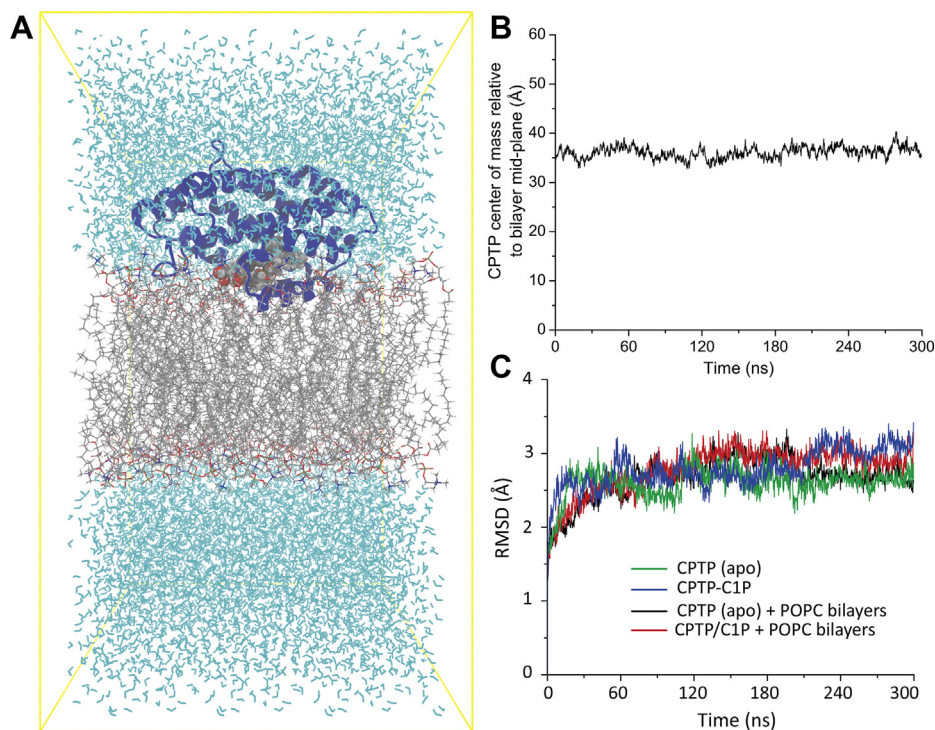 A
B
CPTP center of mass relative
to bilayer mid-plane (Å)
60
50
40
30
20
10
0
0 60 120 180 240 300
Time (ns)
C
RMSD (Å)
4
3
2
1
0
CPTP (apo)
CPTP-C1P
CPTP (apo) + POPC bilayers
CPTP/C1P + POPC bilayers
0 60 120 180 240 300
Time (ns)